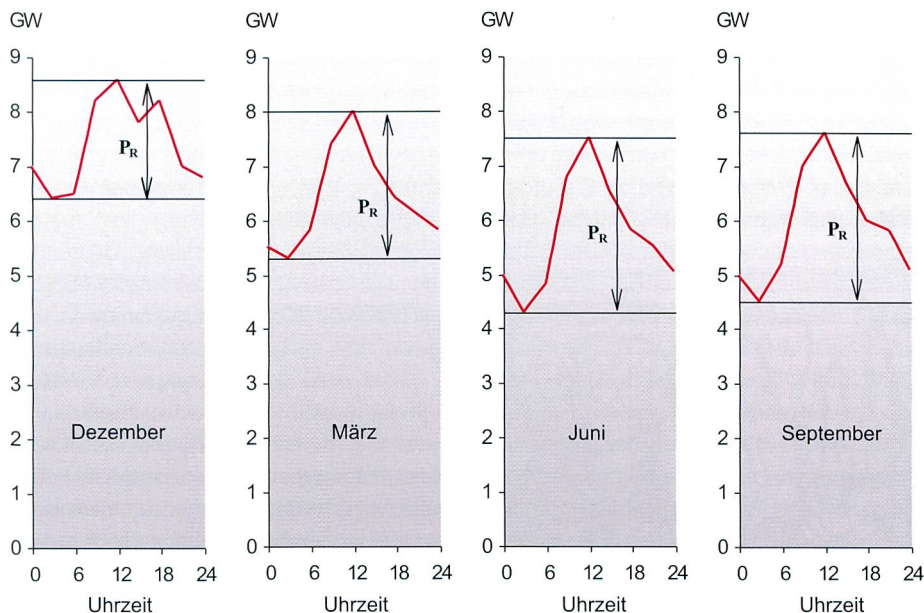 GW GW GW GW
9 9 9 9
8 8 8 8
7 7 7 7
6 6 6 6
5 5 5 5
4 4 4 4
3 3 3 3
2 2 2 2
1 1 1 1
0 0 0 0
P_R P_R P_R P_R
Dezember März Juni September
0 6 12 18 24 0 6 12 18 24 0 6 12 18 24 0 6 12 18 24
Uhrzeit Uhrzeit Uhrzeit Uhrzeit